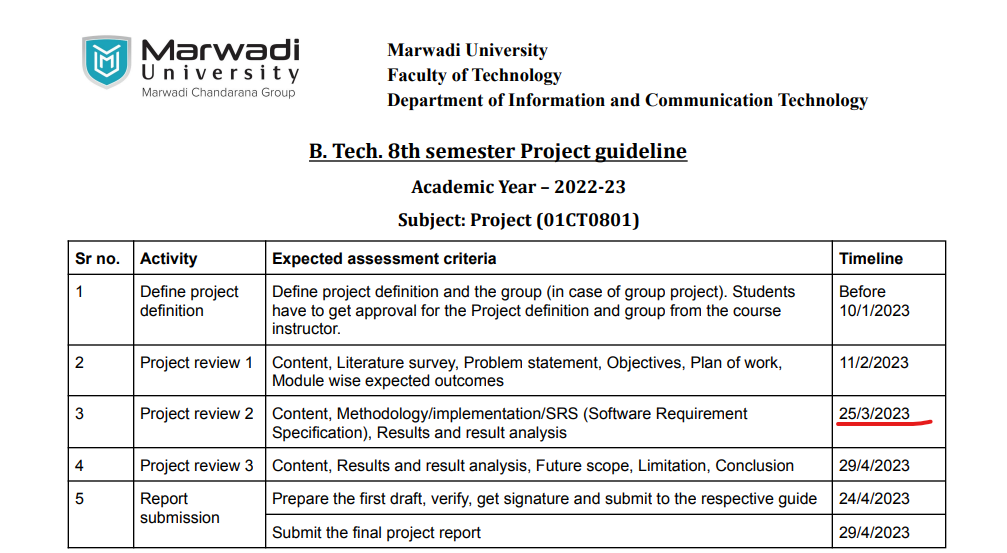 Marwadi
University
Marwadi Chandarana Group
Marwadi University
Faculty of Technology
Department of Information and Communication Technology
B. Tech. 8th semester Project guideline
Academic Year – 2022-23
Subject: Project (01CT0801)
Sr no. Activity Expected assessment criteria Timeline
1 Define project definition Define project definition and the group (in case of group project). Students Before
have to get approval for the Project definition and group from the course 10/1/2023
instructor.
2 Project review 1 Content, Literature survey, Problem statement, Objectives, Plan of work, 11/2/2023
Module wise expected outcomes
3 Project review 2 Content, Methodology/implementation/SRS (Software Requirement 25/3/2023
Specification), Results and result analysis
4 Project review 3 Content, Results and result analysis, Future scope, Limitation, Conclusion 29/4/2023
5 Report submission Prepare the first draft, verify, get signature and submit to the respective guide 24/4/2023
Submit the final project report 29/4/2023